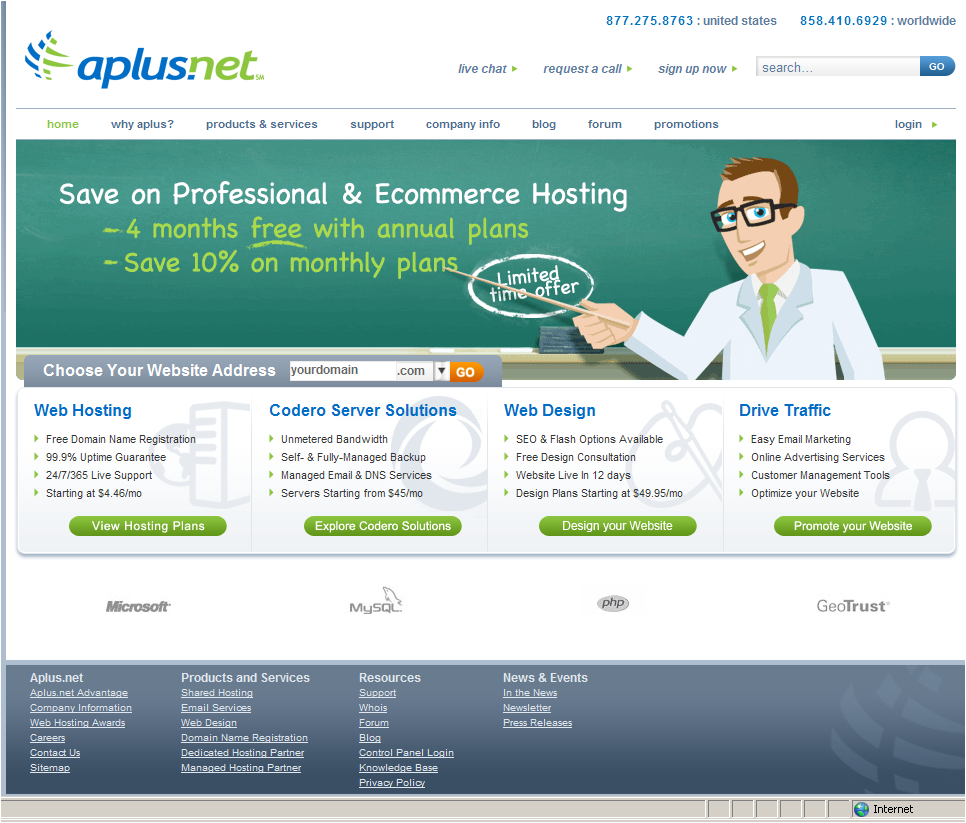 877.275.8763 : united states 858.410.6929 : worldwide
aplus.net SM
live chat request a call sign up now search... GO
home why aplus? products & services support company info blog forum promotions login
Save on Professional & Ecommerce Hosting
- 4 months free with annual plans
- Save 10% on monthly plans
Limited
time offer
Choose Your Website Address yourdomain .com GO
Web Hosting
Free Domain Name Registration
99.9% Uptime Guarantee
24/7/365 Live Support
Starting at $4.46/mo
View Hosting Plans
Codero Server Solutions
Unmetered Bandwidth
Self- & Fully-Managed Backup
Managed Email & DNS Services
Servers Starting from $45/mo
Explore Codero Solutions
Web Design
SEO & Flash Options Available
Free Design Consultation
Website Live In 12 days
Design Plans Starting at $49.95/mo
Design your Website
Drive Traffic
Easy Email Marketing
Online Advertising Services
Customer Management Tools
Optimize your Website
Promote your Website
Microsoft MySQL php GeoTrust
Aplus.net
Aplus.net Advantage
Company Information
Web Hosting Awards
Careers
Contact Us
Sitemap
Products and Services
Shared Hosting
Email Services
Web Design
Domain Name Registration
Dedicated Hosting Partner
Managed Hosting Partner
Resources
Support
Whois
Forum
Blog
Control Panel Login
Knowledge Base
Privacy Policy
News & Events
In the News
Newsletter
Press Releases
Internet